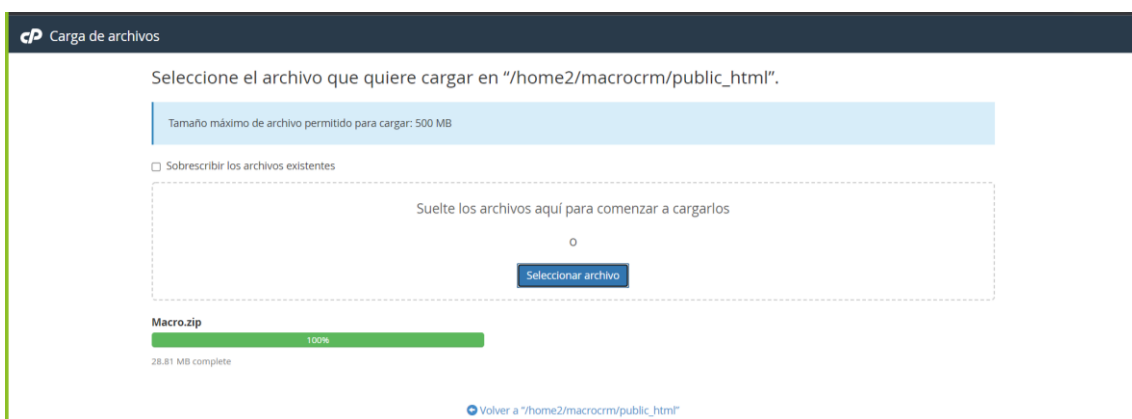 cP Carga de archivos
Seleccione el archivo que quiere cargar en “/home2/macrocrm/public_html”.
Tamaño máximo de archivo permitido para cargar: 500 MB
Sobrescribir los archivos existentes
Suelte los archivos aquí para comenzar a cargarlos
o
Seleccionar archivo
Macro.zip
100%
28.81 MB complete
Volver a “/home2/macrocrm/public_html”